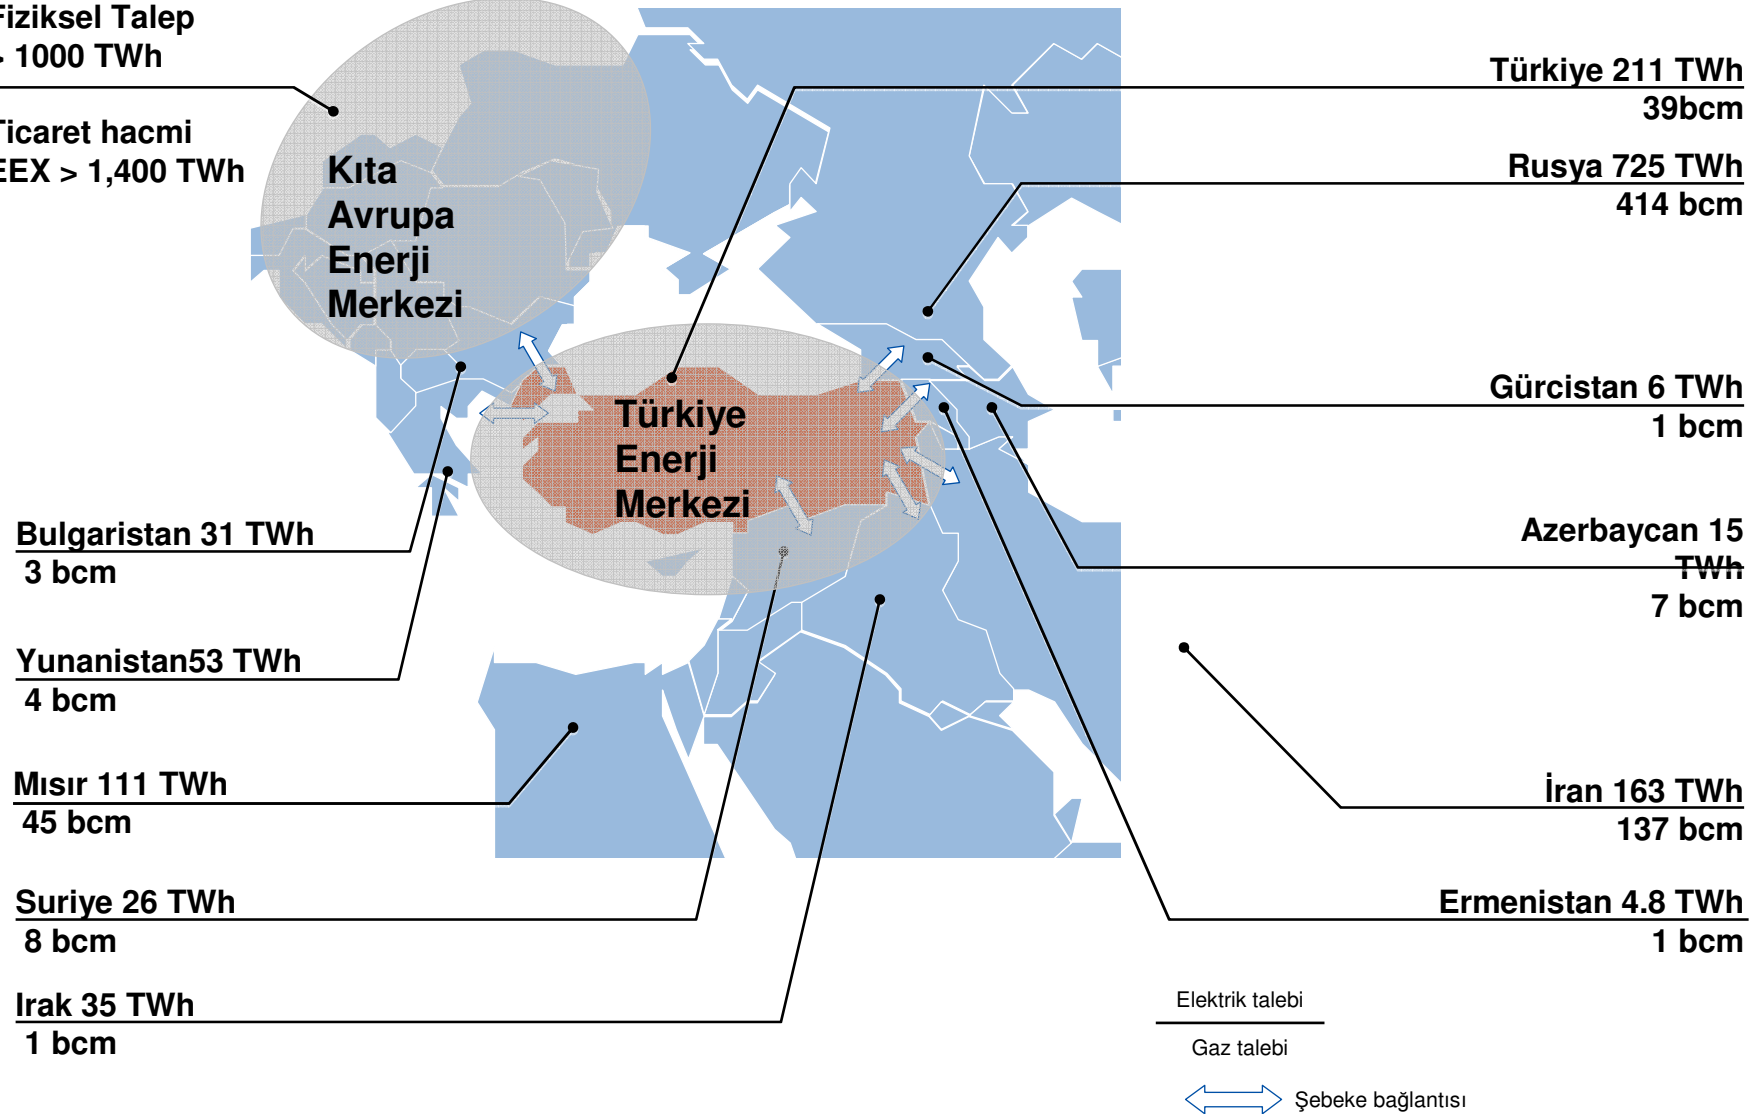 Fiziksel Talep
> 1000 TWh
Ticaret hacmi
EEX > 1,400 TWh
Kıta
Avrupa
Enerji
Merkezi
Türkiye 211 TWh
39bcm
Rusya 725 TWh
414 bcm
Gürcistan 6 TWh
1 bcm
Türkiye
Enerji
Merkezi
Bulgaristan 31 TWh
3 bcm
Azerbaycan 15
TWh
7 bcm
Yunanistan53 TWh
4 bcm
Mısır 111 TWh
45 bcm
İran 163 TWh
137 bcm
Suriye 26 TWh
8 bcm
Ermenistan 4.8 TWh
1 bcm
Irak 35 TWh
1 bcm
Elektrik talebi
Gaz talebi
Şebeke bağlantısı